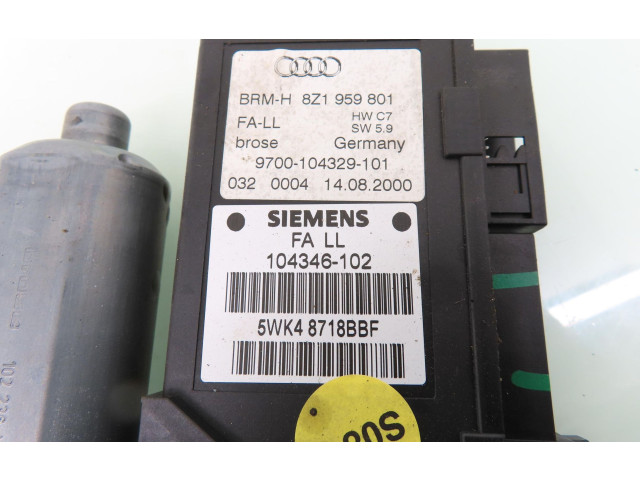 BRM-H 8Z1 959 801
FA-LL HW C7
SW 5.9
brose Germany
9700-104329-101
032 0004 14.08.2000
SIEMENS
FA LL
104346-102
5WK4 8718BBF